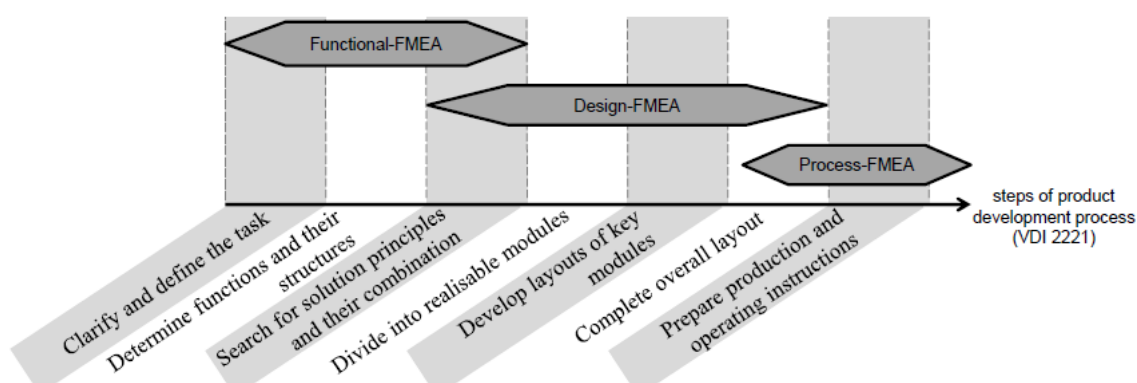 Functional-FMEA
Design-FMEA
Process-FMEA
steps of product
development process
(VDI 2221)
Clarify and define the task
Determine functions and their
structures
Search for solution principles
and their combination
Divide into realisable modules
Develop layouts of key
modules
Complete overall layout
Prepare production and
operating instructions